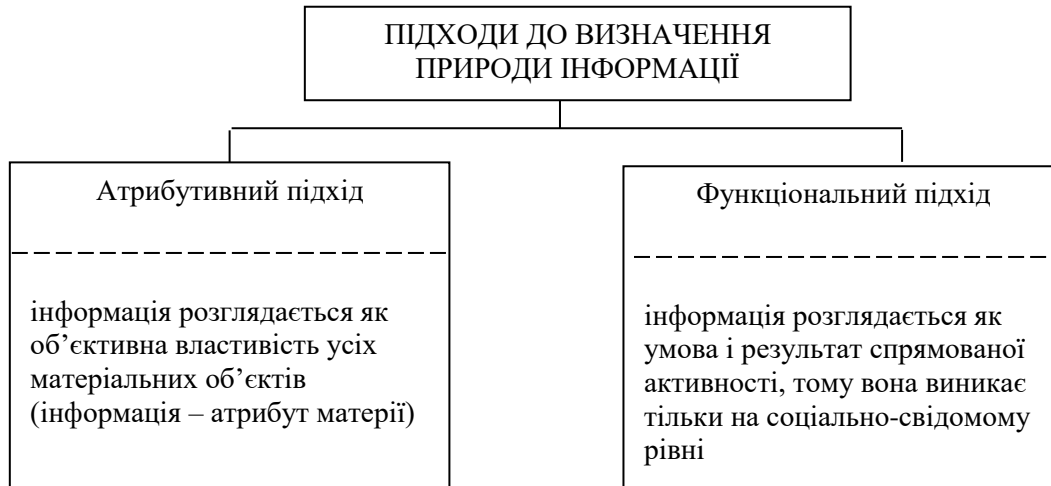 ПІДХОДИ ДО ВИЗНАЧЕННЯ
ПРИРОДИ ІНФОРМАЦІЇ
Атрибутивний підхід
інформація розглядається як
об’єктивна властивість усіх
матеріальних об’єктів
(інформація – атрибут матерії)
Функціональний підхід
інформація розглядається як
умова і результат спрямованої
активності, тому вона виникає
тільки на соціально-свідомому
рівні